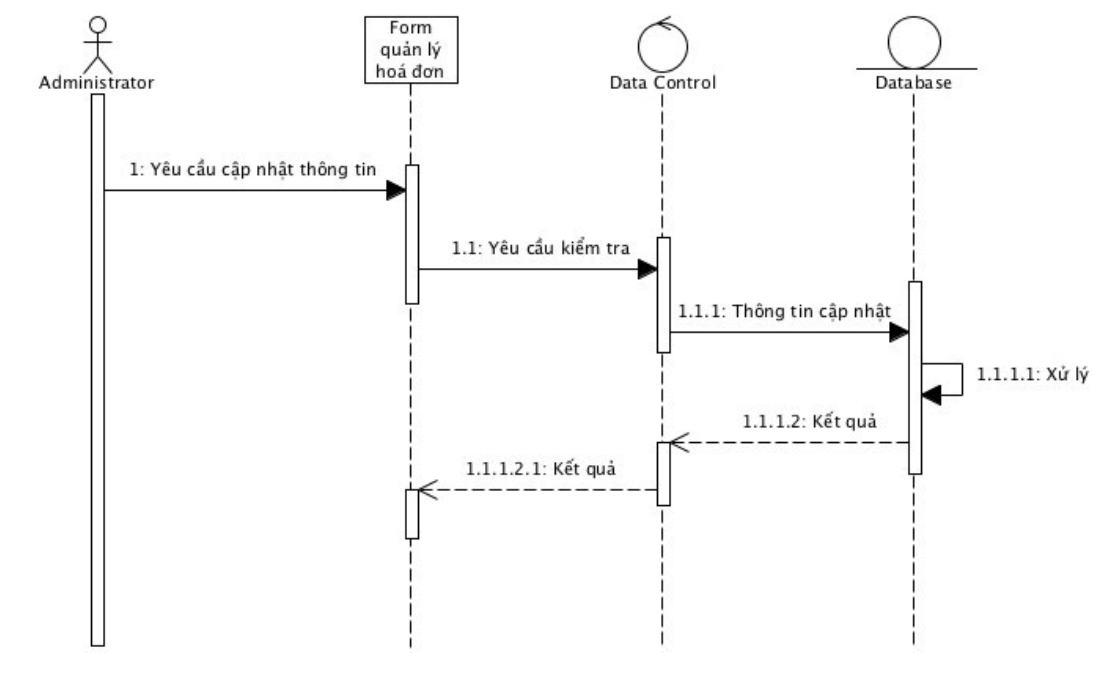 Form
quản lý
hoá đơn
Administrator
Data Control
Database
1: Yêu cầu cập nhật thông tin
1.1: Yêu cầu kiểm tra
1.1.1: Thông tin cập nhật
1.1.1.1: Xử lý
1.1.1.2: Kết quả
1.1.1.2.1: Kết quả